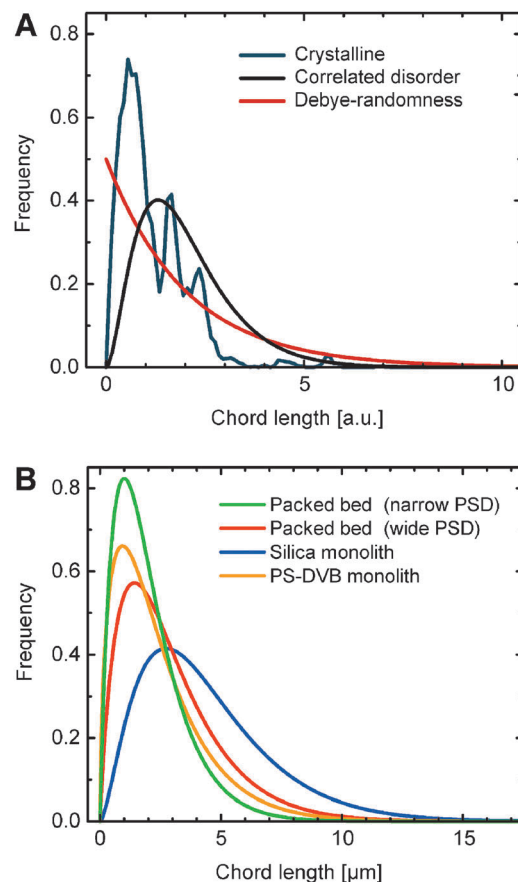 A
0.8
0.6
0.4
0.2
0.0
Frequency
Crystalline
Correlated disorder
Debye-randomness
0
5
10
Chord length [a.u.]
B
0.8
0.6
0.4
0.2
0.0
Frequency
Packed bed (narrow PSD)
Packed bed (wide PSD)
Silica monolith
PS-DVB monolith
0
5
10
15
Chord length [µm]